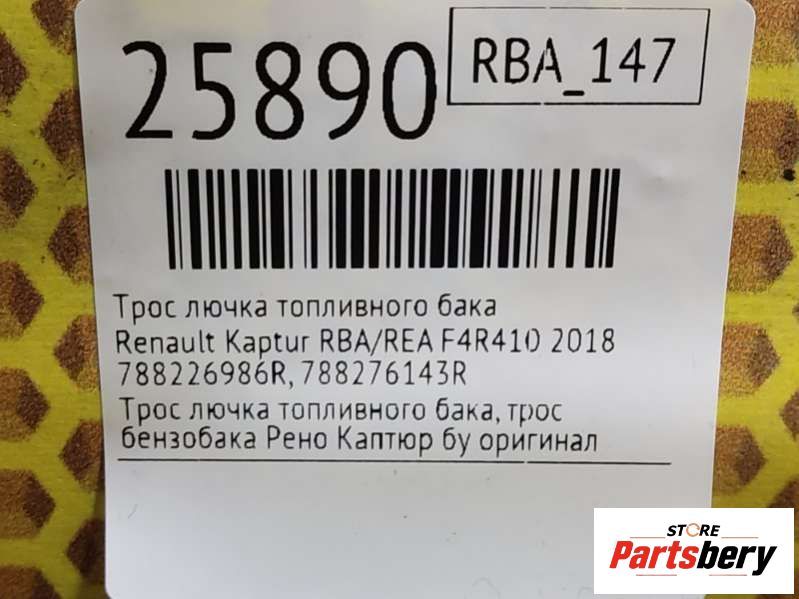 25890
RBA_147
Трос лючка топливного бака
Renault Kaptur RBA/REA F4R410 2018
788226986R, 788276143R
Трос лючка топливного бака, трос
бензобака Рено Каптюр бу оригинал
STORE
Partsbery